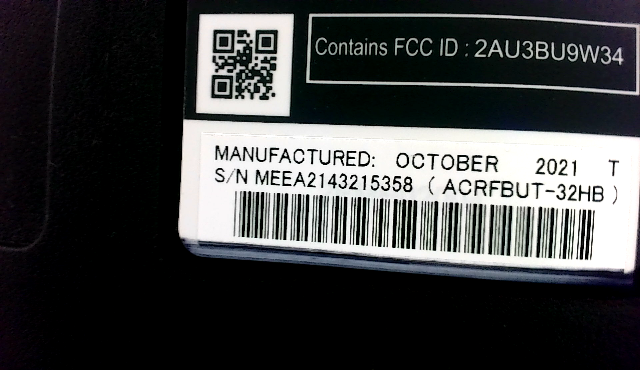 Contains FCC ID : 2AU3BU9W34
MANUFACTURED: OCTOBER 2021 T
S/N MEEA2143215358 ( ACRFBUT-32HB )